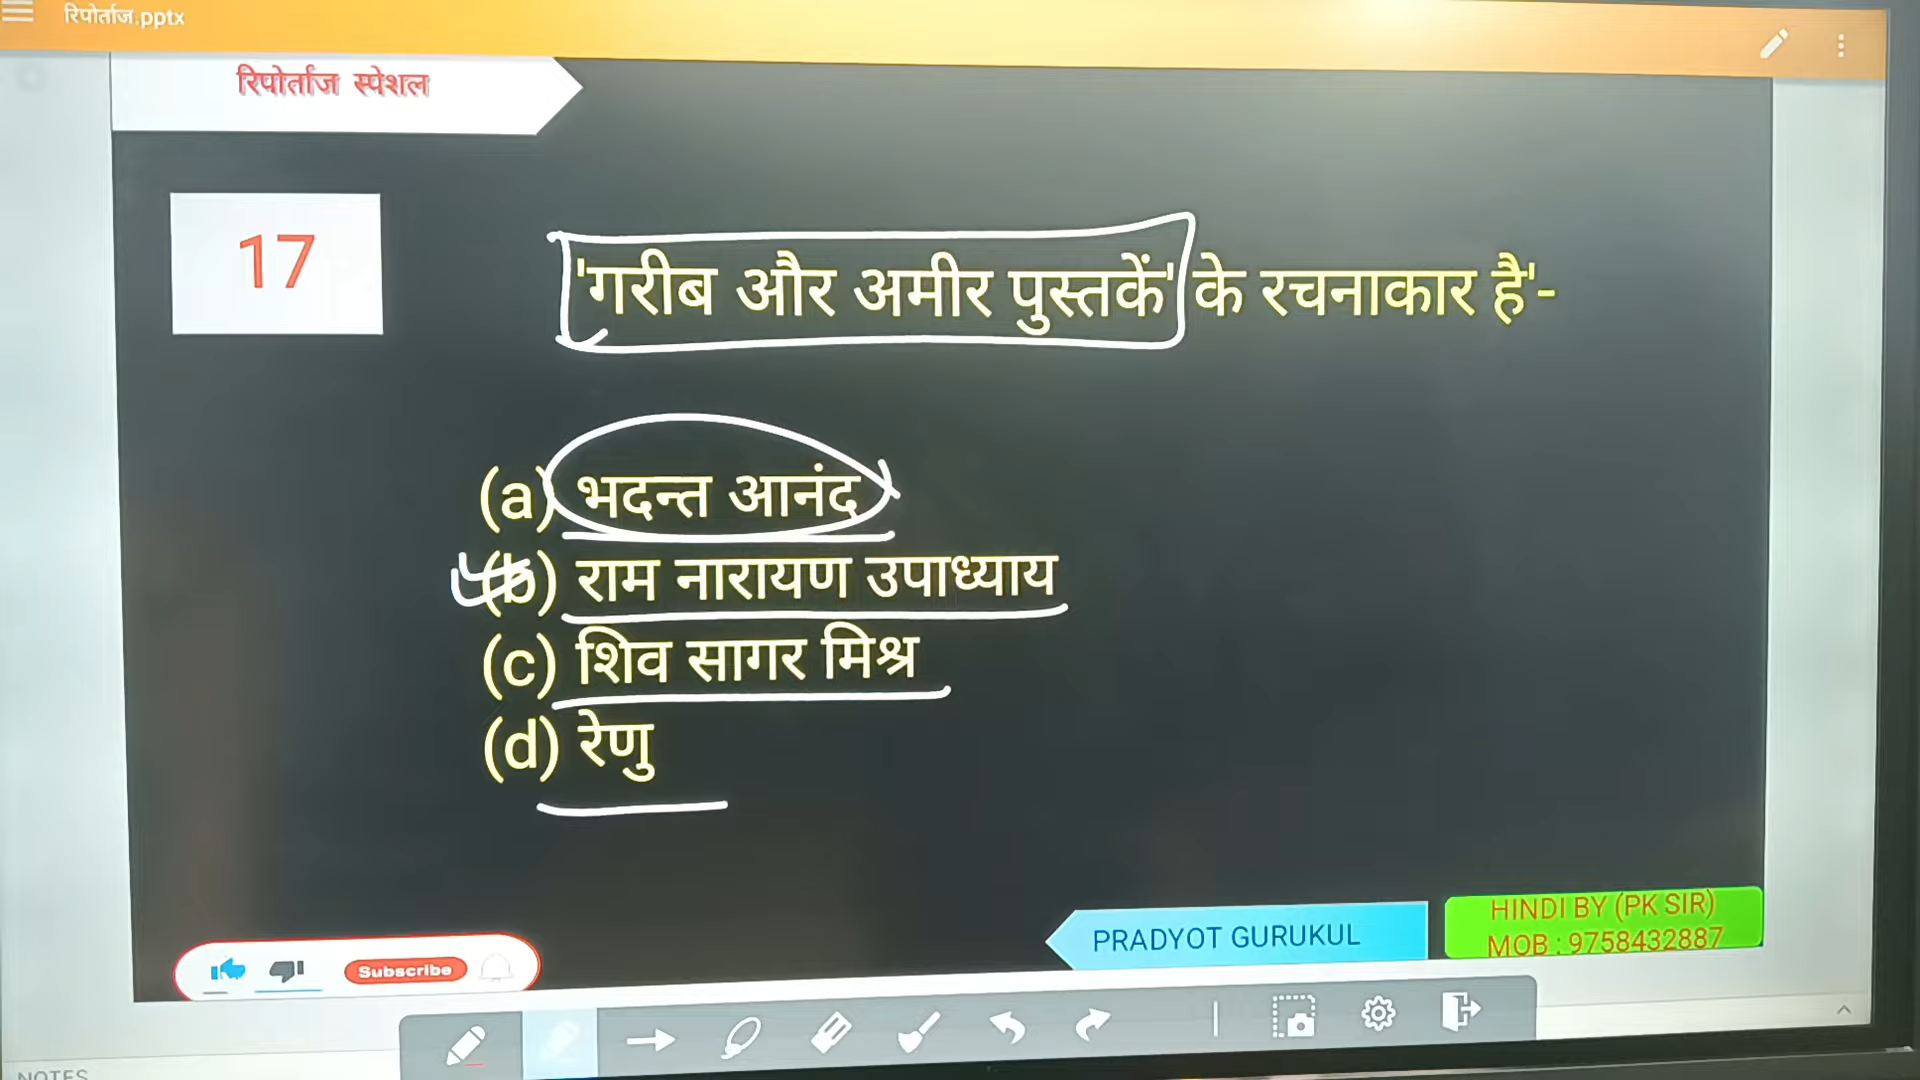 रिपोर्ताज.pptx
रिपोर्ताज स्पेशल
17
'गरीब और अमीर पुस्तकें' के रचनाकार है'-
(a) भदन्त आनंद
(b) राम नारायण उपाध्याय
(c) शिव सागर मिश्र
(d) रेणु
Subscribe
PRADYOT GURUKUL
HINDI BY (PK SIR)
MOB : 9758432887
NOTES